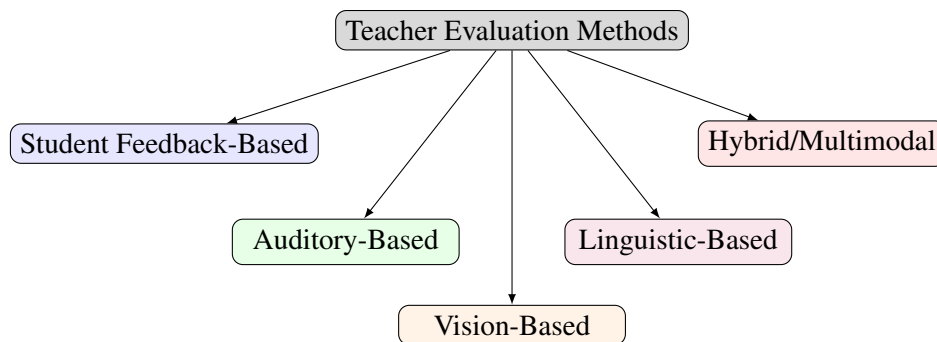 Teacher Evaluation Methods
Student Feedback-Based
Hybrid/Multimodal
Auditory-Based
Linguistic-Based
Vision-Based